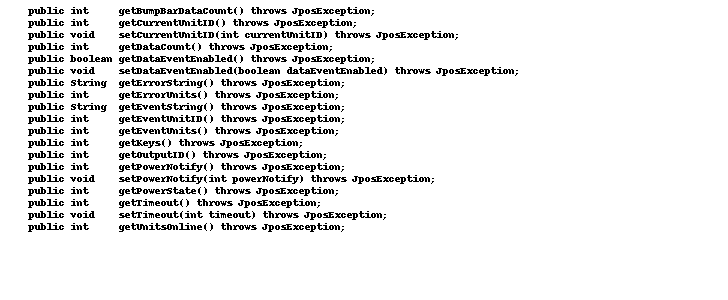 public int     getBumpBarDataCount() throws JposException;
public int     getCurrentUnitID() throws JposException;
public void    setCurrentUnitID(int currentUnitID) throws JposException;
public int     getDataCount() throws JposException;
public boolean getDataEventEnabled() throws JposException;
public void    setDataEventEnabled(boolean dataEventEnabled) throws JposException;
public String  getErrorString() throws JposException;
public int     getErrorUnits() throws JposException;
public String  getEventString() throws JposException;
public int     getEventUnitID() throws JposException;
public int     getEventUnits() throws JposException;
public int     getKeys() throws JposException;
public int     getOutputID() throws JposException;
public int     getPowerNotify() throws JposException;
public void    setPowerNotify(int powerNotify) throws JposException;
public int     getPowerState() throws JposException;
public int     getTimeout() throws JposException;
public void    setTimeout(int timeout) throws JposException;
public int     getUnitsOnline() throws JposException;